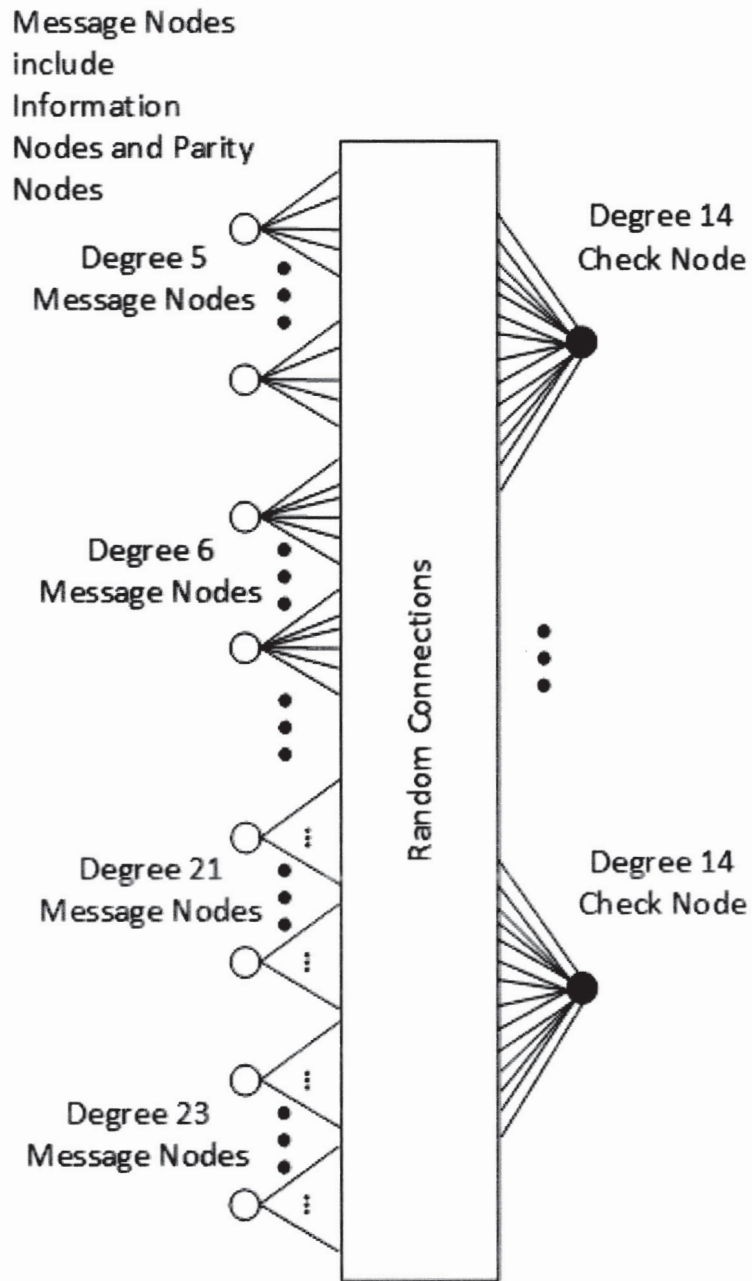 Message Nodes
include
Information
Nodes and Parity
Nodes
Degree 5
Message Nodes
Degree 6
Message Nodes
Degree 21
Message Nodes
Degree 23
Message Nodes
Random Connections
Degree 14
Check Node
Degree 14
Check Node